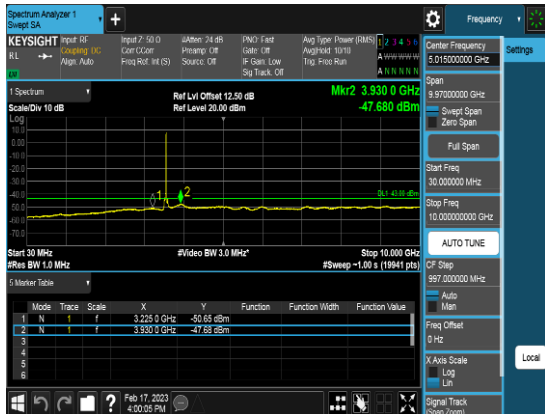 Spectrum Analyzer 1
Swept SA
+
Frequency
KEYSIGHT
RL
Input: RF
Coupling: DC
Align: Auto
Input Z: 50 Ω
Corr CCorr
Freq Ref: Int (S)
#Atten: 24 dB
Preamp: Off
Source: Off
PNO: Fast
Gate: Off
IF Gain: Low
Sig Track: Off
Avg Type: Power (RMS)
Avg|Hold: 10/10
Trig: Free Run
1 2 3 4 5 6
A W W W W W
A N N N N N
1 Spectrum
Scale/Div 10 dB
Ref Lvl Offset 12.50 dB
Ref Level 20.00 dBm
Mkr2 3.930 0 GHz
-47.680 dBm
Log
10.0
0.00
-10.0
-20.0
-30.0
-40.0
-50.0
-60.0
-70.0
1
2
Start 30 MHz
#Res BW 1.0 MHz
#Video BW 3.0 MHz*
Stop 10.000 GHz
#Sweep ~1.00 s (19941 pts)
5 Marker Table
Mode Trace Scale X Y Function Function Width Function Value
1 N 1 f 3.225 0 GHz -50.65 dBm
2 N 1 f 3.930 0 GHz -47.68 dBm
3
4
5
6
Feb 17, 2023
4:00:05 PM
Center Frequency
5.015000000 GHz
Settings
Span
9.97000000 GHz
Swept Span
Zero Span
Full Span
Start Freq
30.000000 MHz
Stop Freq
10.000000000 GHz
AUTO TUNE
CF Step
997.000000 MHz
Auto
Man
Freq Offset
0 Hz
X Axis Scale
Log
Lin
Local
Signal Track
(Span Zoom)